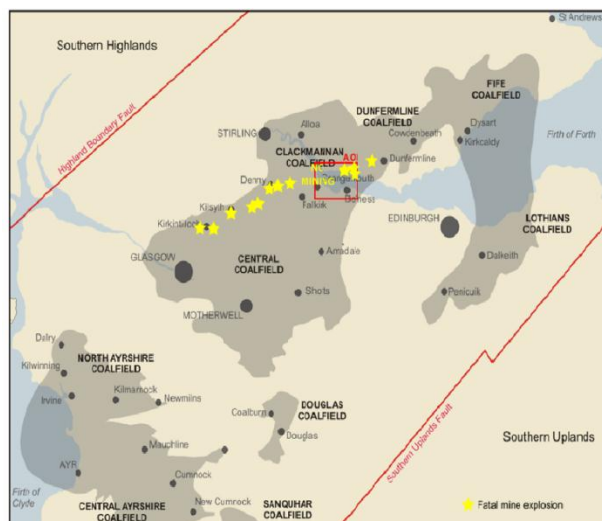 St Andrews
Southern Highlands
FIFE
COALFIELD
Highland Boundary Fault
DUNFERMLINE
COALFIELD
Alloa
Dysart
STIRLING
Cowdenbeath
Kirkcaldy
Firth of Forth
CLACKMANNAN
COALFIELD
AOI
Dunfermline
Denny
MINING
Falkirk
Kilsyth
EDINBURGH
LOTHIANS
COALFIELD
Kirkintilloch
GLASGOW
CENTRAL
COALFIELD
Armadale
Dalkeith
Shotts
Penicuik
MOTHERWELL
Dalry
NORTH AYRSHIRE
COALFIELD
Kilwinning
Irvine
Kilmarnock
Newmilns
DOUGLAS
COALFIELD
Coalburn
Douglas
Southern Uplands Fault
Southern Uplands
Mauchline
AYR
Cumnock
Firth of
Clyde
New Cumnock
CENTRAL AYRSHIRE
COALFIELD
SANQUHAR
COALFIELD
Fatal mine explosion